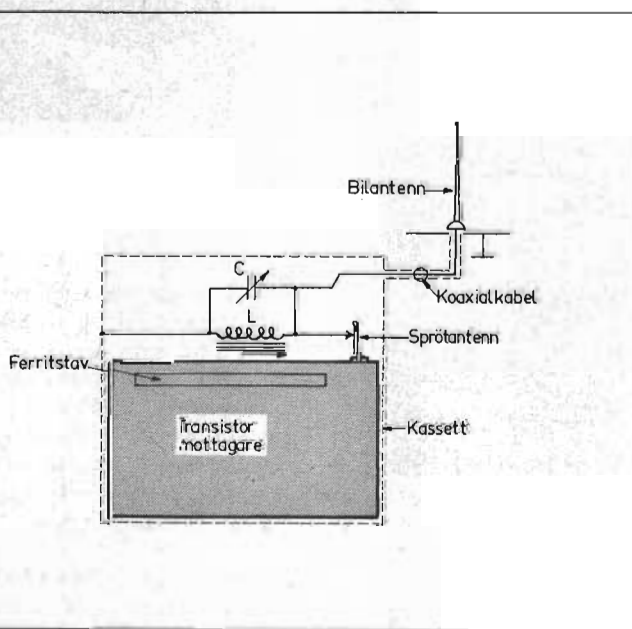 Bilantenn
C
Koaxialkabel
L
Sprötantenn
Ferritstav
Transistor
mottagare
Kassett